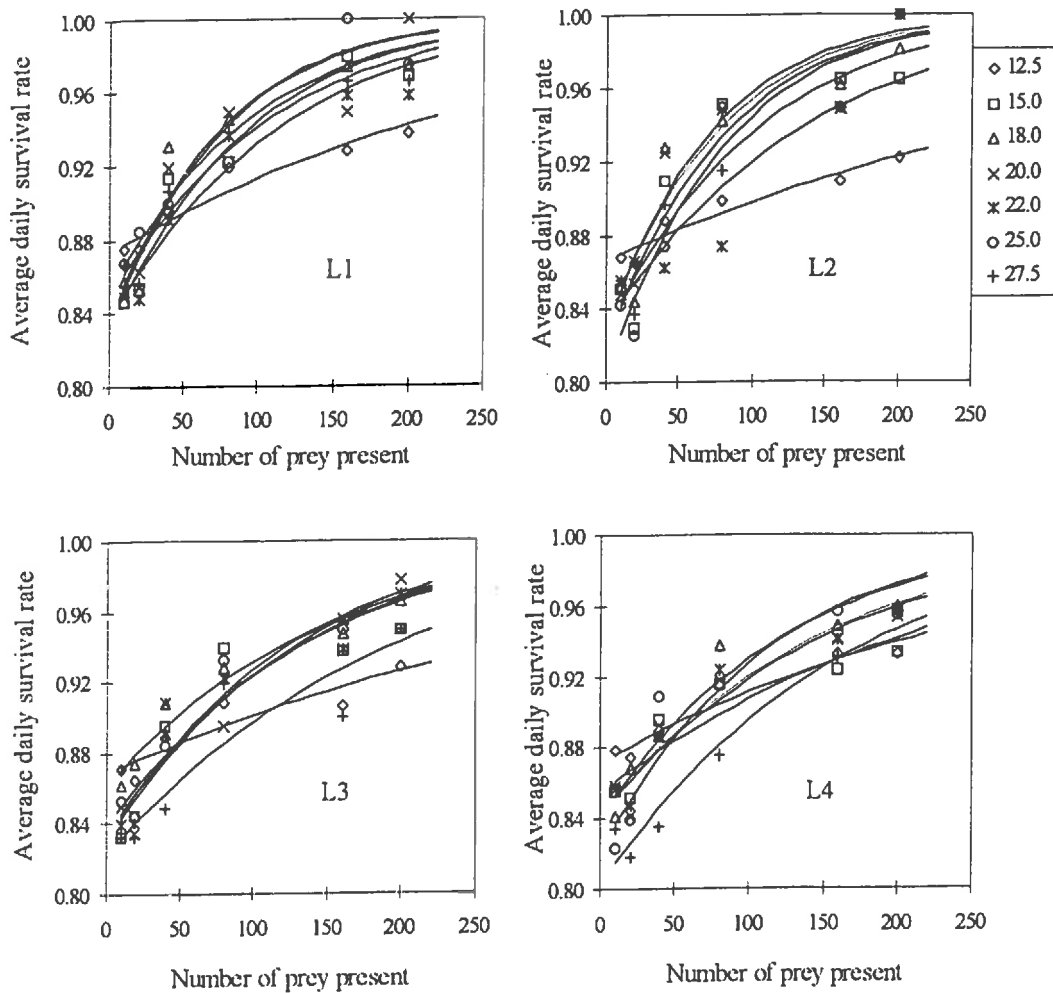 1.00
0.96
0.92
0.88
0.84
0.80
Average daily survival rate
L1
0 50 100 150 200 250
Number of prey present
1.00
0.96
0.92
0.88
0.84
0.80
Average daily survival rate
L2
0 50 100 150 200 250
Number of prey present
12.5
15.0
18.0
20.0
22.0
25.0
27.5
1.00
0.96
0.92
0.88
0.84
0.80
Average daily survival rate
L3
0 50 100 150 200 250
Number of prey present
1.00
0.96
0.92
0.88
0.84
0.80
Average daily survival rate
L4
0 50 100 150 200 250
Number of prey present